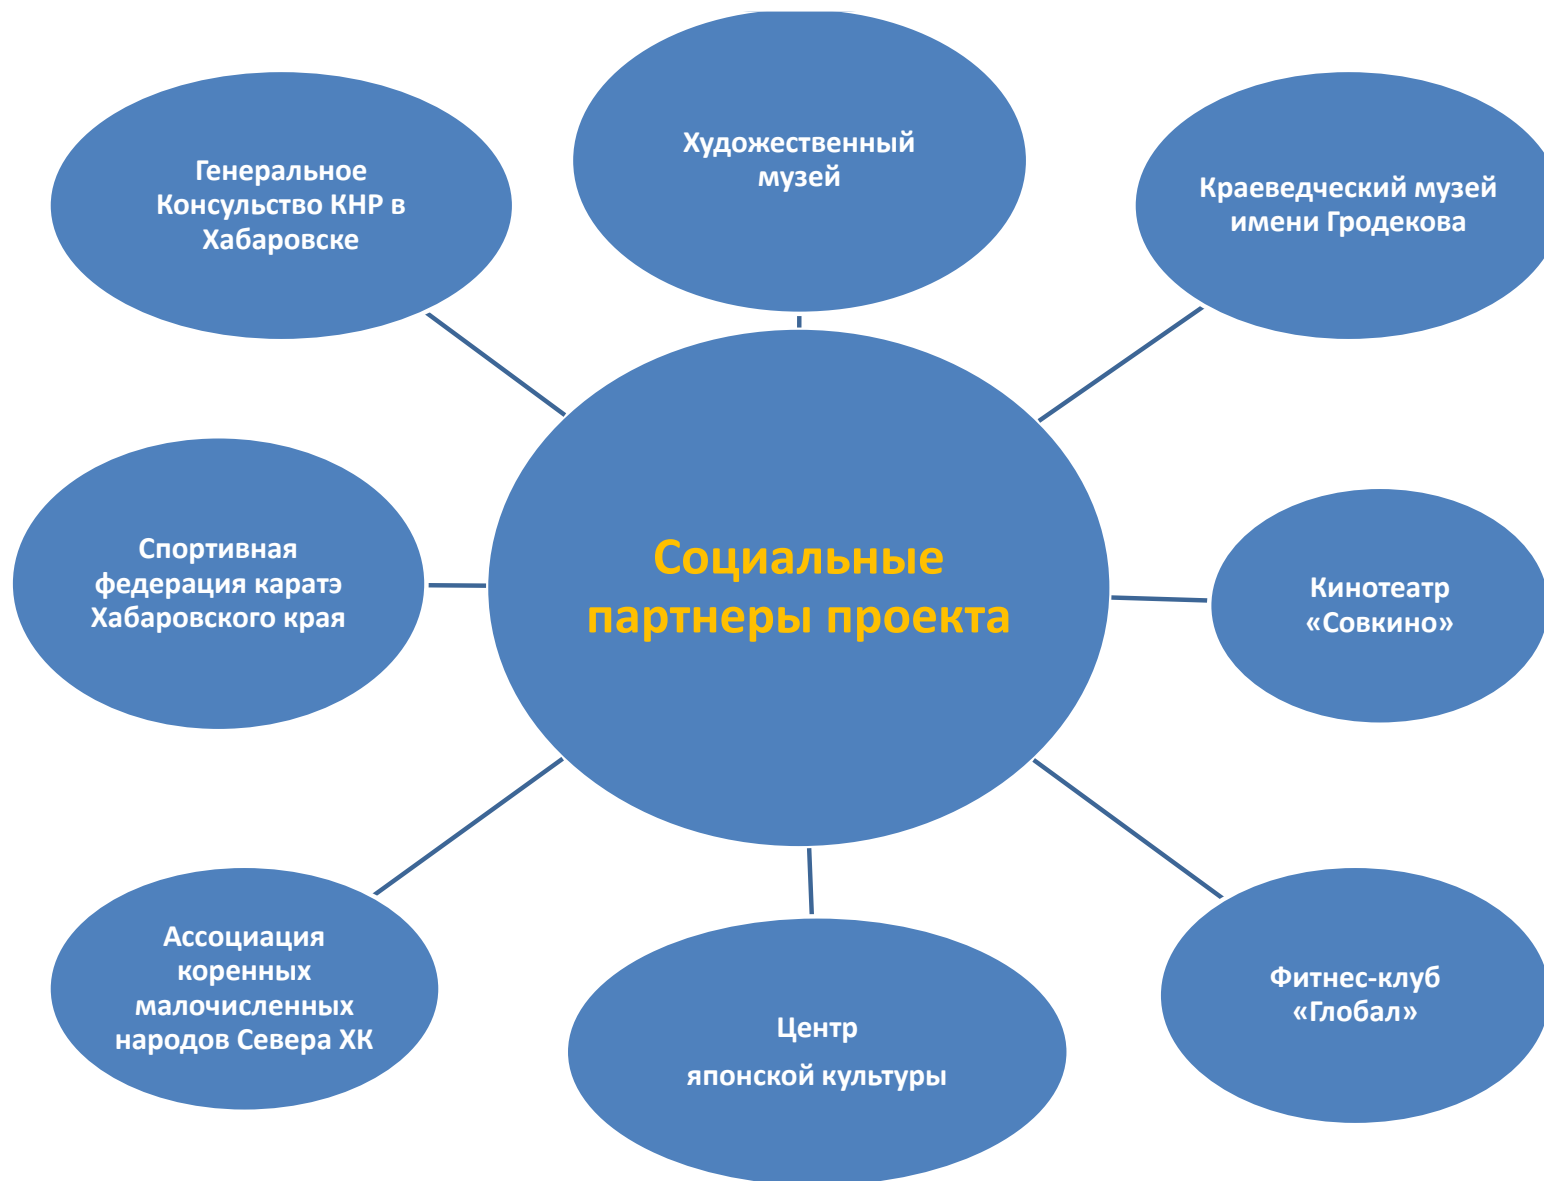 Художественный
музей
Генеральное
Консульство КНР в
Хабаровске
Краеведческий музей
имени Гродекова
Социальные
партнеры проекта
Спортивная
федерация каратэ
Хабаровского края
Кинотеатр
«Совкино»
Ассоциация
коренных
малочисленных
народов Севера ХК
Центр
японской культуры
Фитнес-клуб
«Глобал»